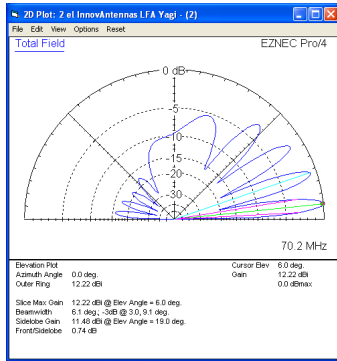 2D Plot: 2 el InnovAntennas LFA Yagi - (2)
File Edit View Options Reset
Total Field EZNEC Pro/4
0 dB
-5
-10
-15
-20
-30
70.2 MHz
Elevation Plot Cursor Elev 6.0 deg.
Azimuth Angle 0.0 deg. Gain 12.22 dBi
Outer Ring 12.22 dBi 0.0 dBmax
Slice Max Gain 12.22 dBi @ Elev Angle = 6.0 deg.
Beamwidth 6.1 deg.; -3dB @ 3.0, 9.1 deg.
Sidelobe Gain 11.48 dBi @ Elev Angle = 19.0 deg.
Front/Sidelobe 0.74 dB